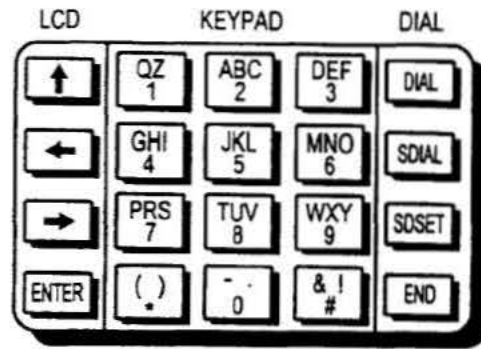 LCD KEYPAD DIAL
↑ QZ ABC DEF DIAL
1 2 3
← GHI JKL MNO SDIAL
4 5 6
→ PRS TUV WXY SDSET
7 8 9
ENTER ( ) - . & ! END
* 0 #